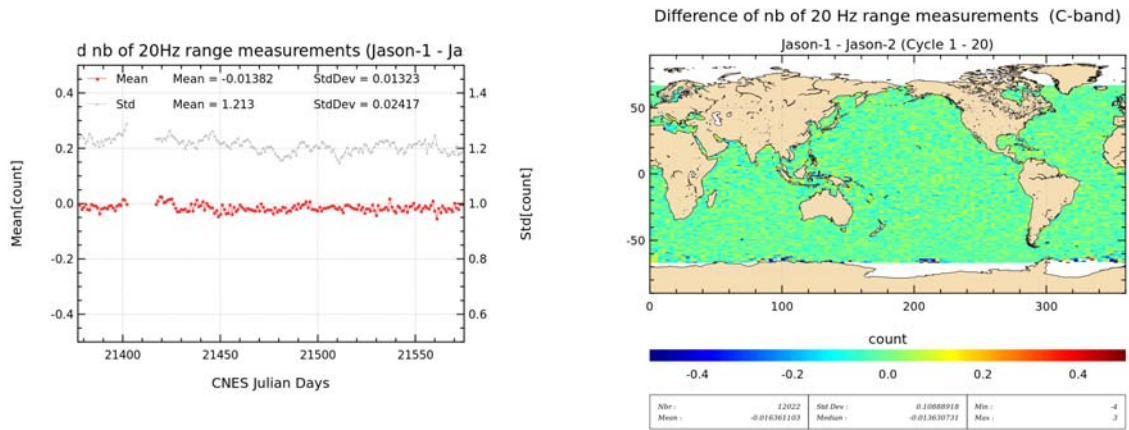 d nb of 20Hz range measurements (Jason-1 - Ja
Mean Mean = -0.01382 StdDev = 0.01323
Std Mean = 1.213 StdDev = 0.02417
0.4
0.2
0.0
-0.2
-0.4
Mean[count]
1.4
1.2
1.0
0.8
0.6
Std[count]
21400 21450 21500 21550
CNES Julian Days
Difference of nb of 20 Hz range measurements (C-band)
Jason-1 - Jason-2 (Cycle 1 - 20)
50
0
-50
0 100 200 300
count
-0.4 -0.2 0.0 0.2 0.4
Nbr : 12022 Std Dev : 0.10888918 Min : -4
Mean : -0.016361103 Median : -0.013630731 Max : 3